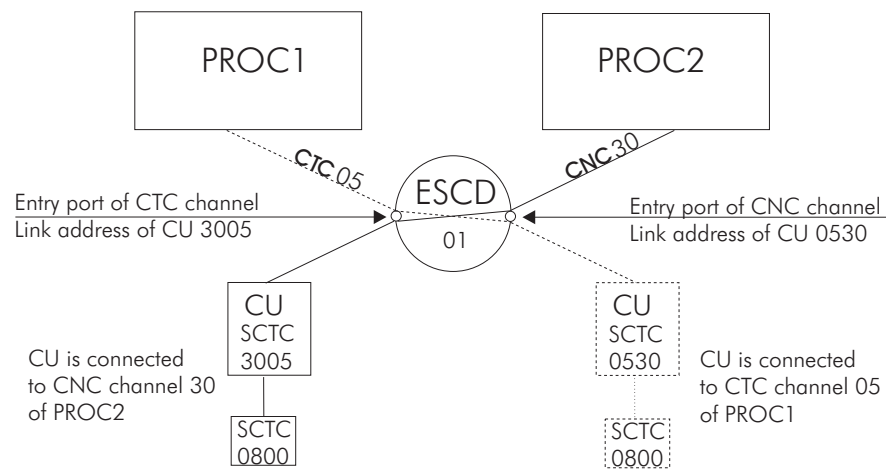 PROC1
PROC2
CTC 05
CNC 30
ESCD
01
Entry port of CTC channel
Link address of CU 3005
Entry port of CNC channel
Link address of CU 0530
CU
SCTC
3005
CU
SCTC
0530
CU is connected
to CNC channel 30
of PROC2
CU is connected
to CTC channel 05
of PROC1
SCTC
0800
SCTC
0800